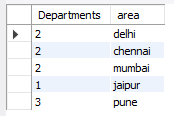 Departments area
2 delhi
2 chennai
2 mumbai
1 jaipur
3 pune